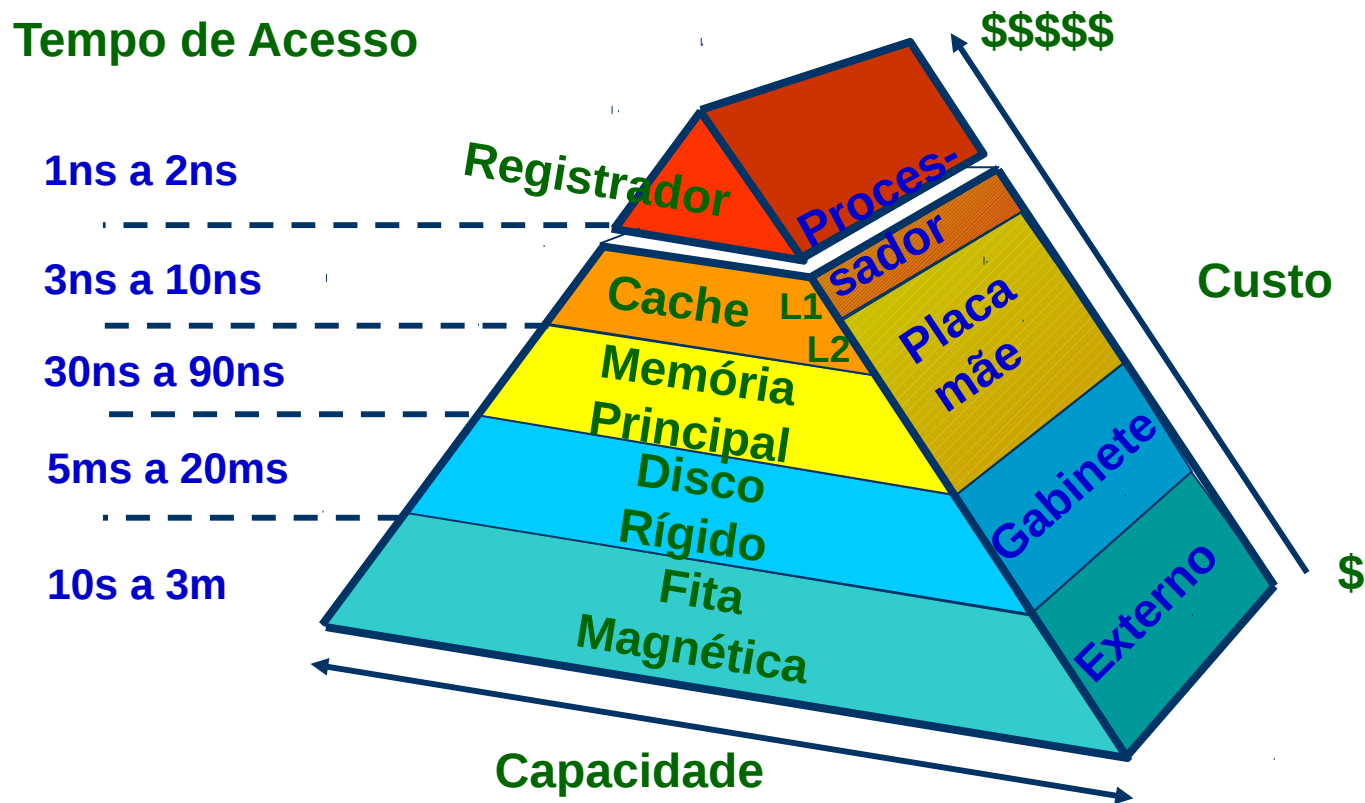 Tempo de Acesso
$$$$$
1ns a 2ns
Registrador
Proces-
sador
3ns a 10ns
Cache
L1
L2
Custo
Placa
mãe
30ns a 90ns
Memória
Principal
5ms a 20ms
Disco
Rígido
Gabinete
10s a 3m
Fita
Magnética
Externo
$
Capacidade